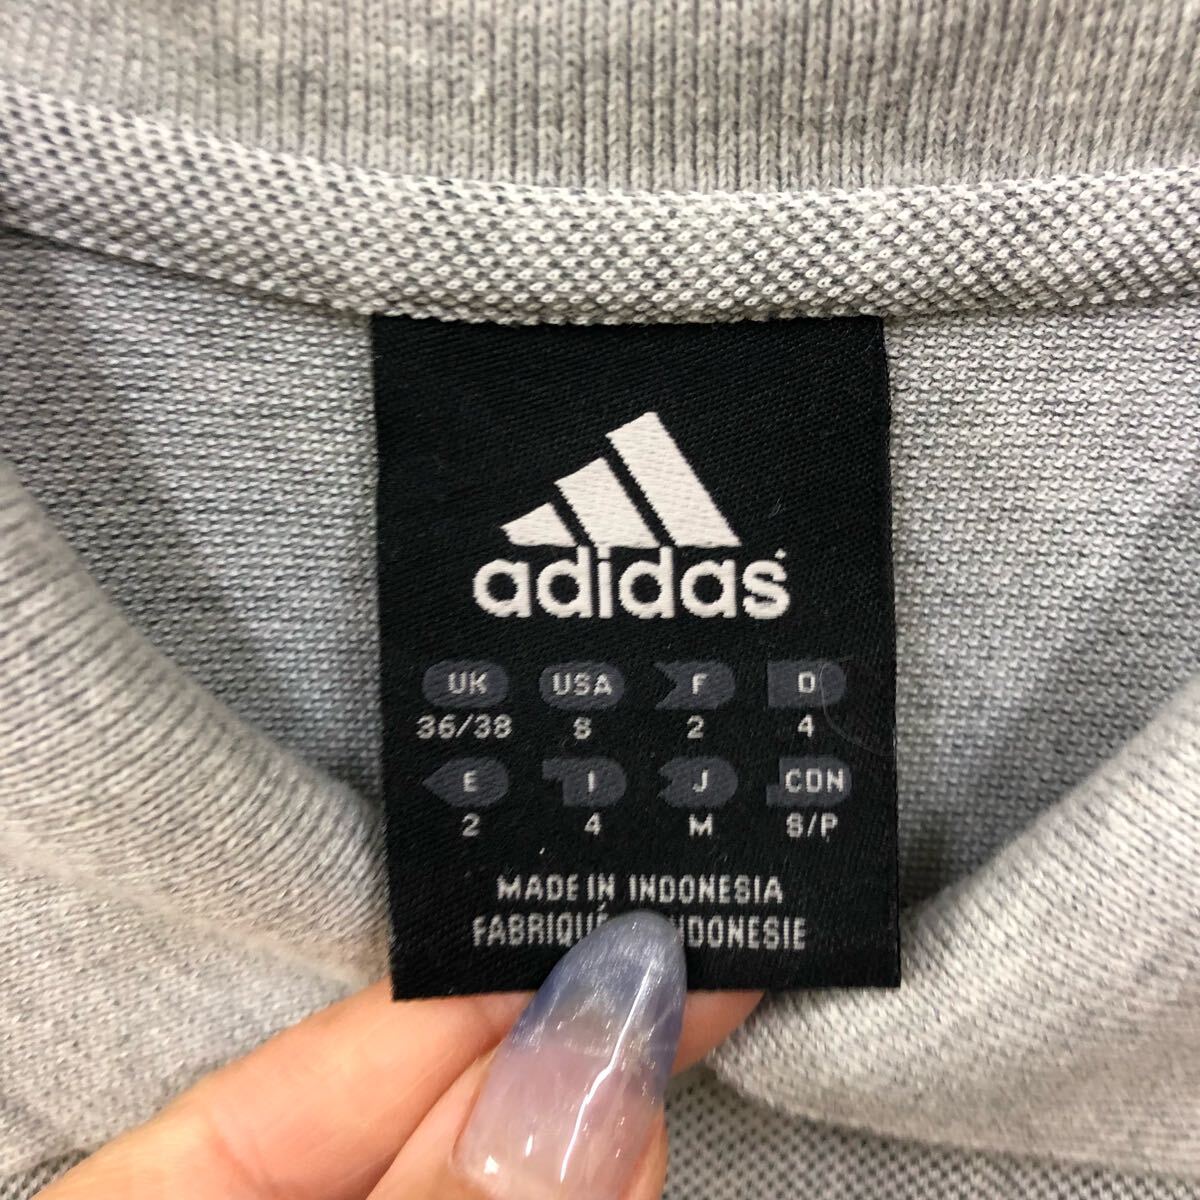 adidas
UK USA F D
36/38 S 2 4
E I J CDN
2 4 M S/P
MADE IN INDONESIA
FABRIQUÉ INDONESIE